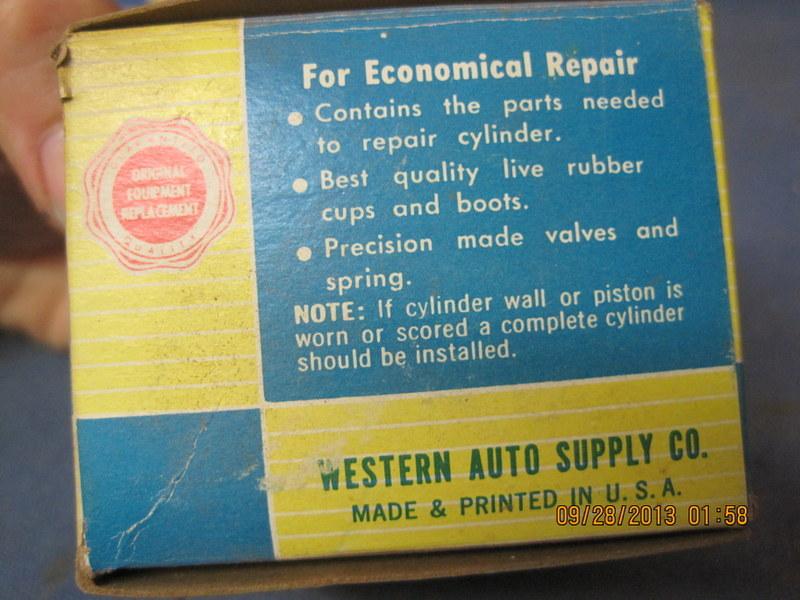 For Economical Repair
• Contains the parts needed
to repair cylinder.
• Best quality live rubber
cups and boots.
• Precision made valves and
spring.
NOTE: If cylinder wall or piston is
worn or scored a complete cylinder
should be installed.
GUARANTEED
ORIGINAL
EQUIPMENT
REPLACEMENT
QUALITY
WESTERN AUTO SUPPLY CO.
MADE & PRINTED IN U.S.A.
09/28/2013 01:58